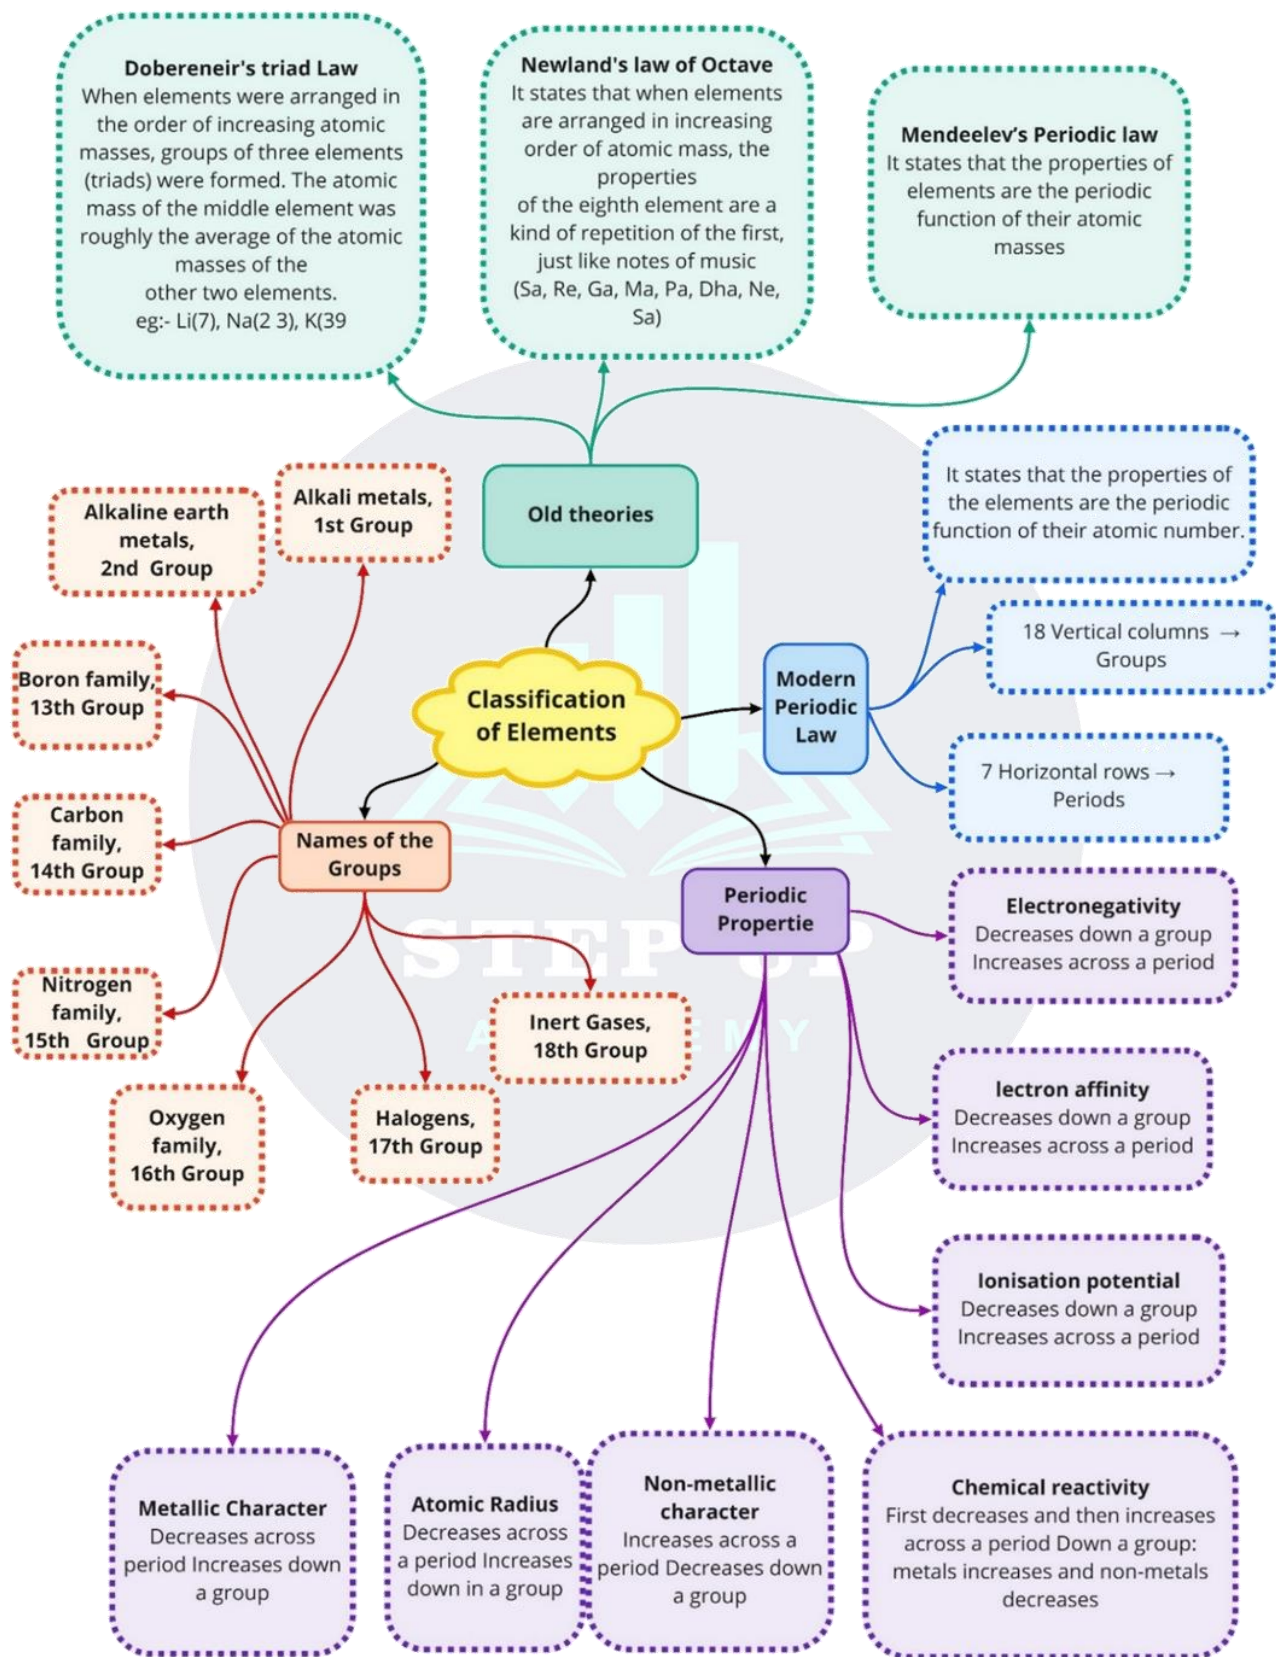 Dobereneir's triad Law
When elements were arranged in
the order of increasing atomic
masses, groups of three elements
(triads) were formed. The atomic
mass of the middle element was
roughly the average of the atomic
masses of the
other two elements.
eg:- Li(7), Na(2 3), K(39
Newland's law of Octave
It states that when elements
are arranged in increasing
order of atomic mass, the
properties
of the eighth element are a
kind of repetition of the first,
just like notes of music
(Sa, Re, Ga, Ma, Pa, Dha, Ne,
Sa)
Mendeelev’s Periodic law
It states that the properties of
elements are the periodic
function of their atomic
masses
Old theories
It states that the properties of
the elements are the periodic
function of their atomic number.
18 Vertical columns →
Groups
7 Horizontal rows →
Periods
Modern
Periodic
Law
Classification
of Elements
Alkali metals,
1st Group
Alkaline earth
metals,
2nd Group
Boron family,
13th Group
Carbon
family,
14th Group
Names of the
Groups
Nitrogen
family,
15th Group
Oxygen
family,
16th Group
Halogens,
17th Group
Inert Gases,
18th Group
Periodic
Propertie
STEP UP
A EMY
Electronegativity
Decreases down a group
Increases across a period
lectron affinity
Decreases down a group
Increases across a period
Ionisation potential
Decreases down a group
Increases across a period
Metallic Character
Decreases across
period Increases down
a group
Atomic Radius
Decreases across
a period Increases
down in a group
Non-metallic
character
Increases across a
period Decreases down
a group
Chemical reactivity
First decreases and then increases
across a period Down a group:
metals increases and non-metals
decreases